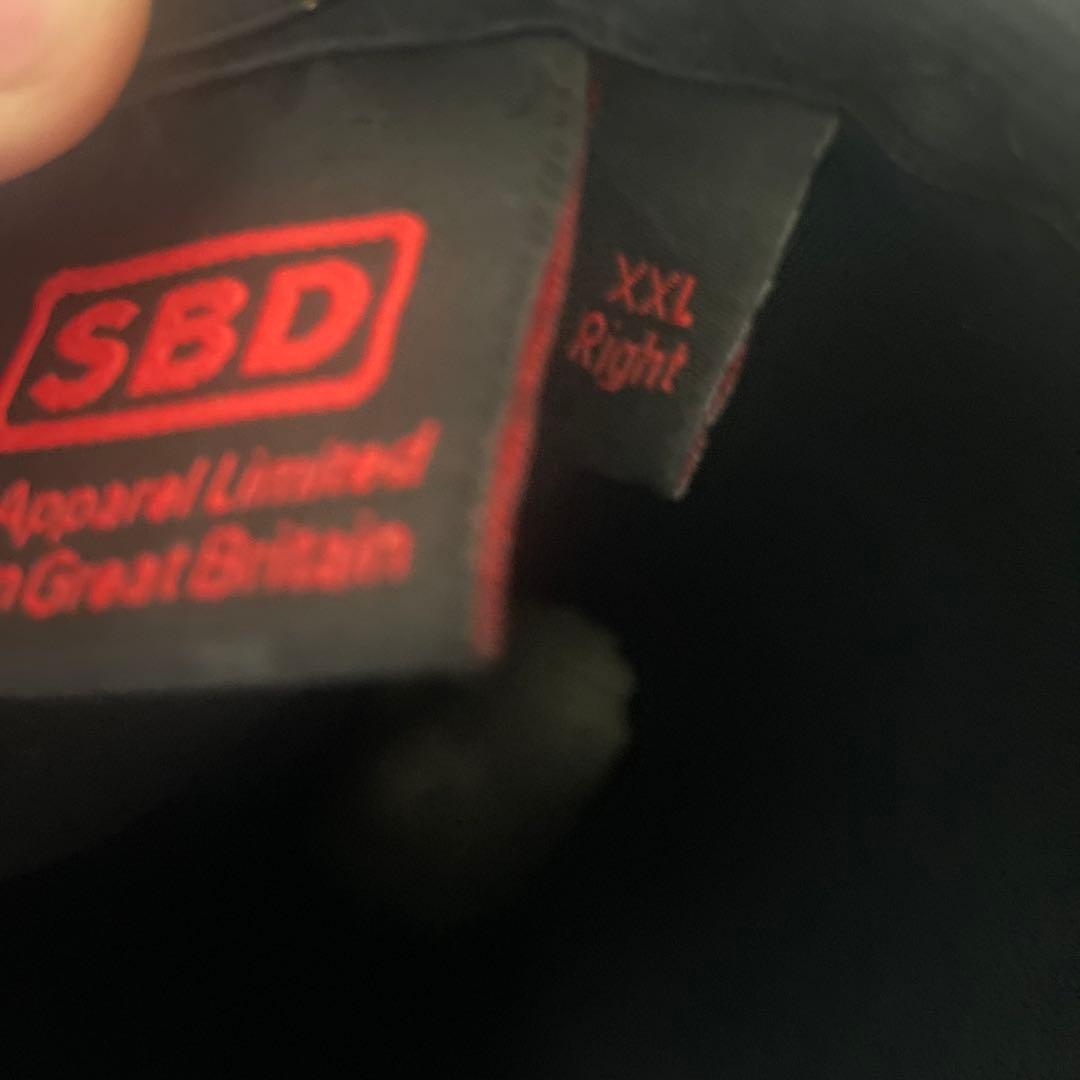 SBD
Apparel Limited
n Great Britain
XXL
Right